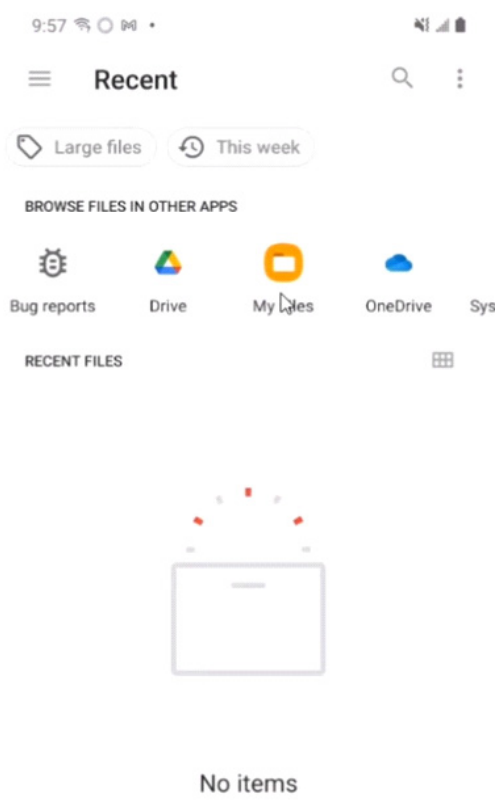 9:57
Recent
Large files
This week
BROWSE FILES IN OTHER APPS
Bug reports
Drive
My Files
OneDrive
Sys
RECENT FILES
No items